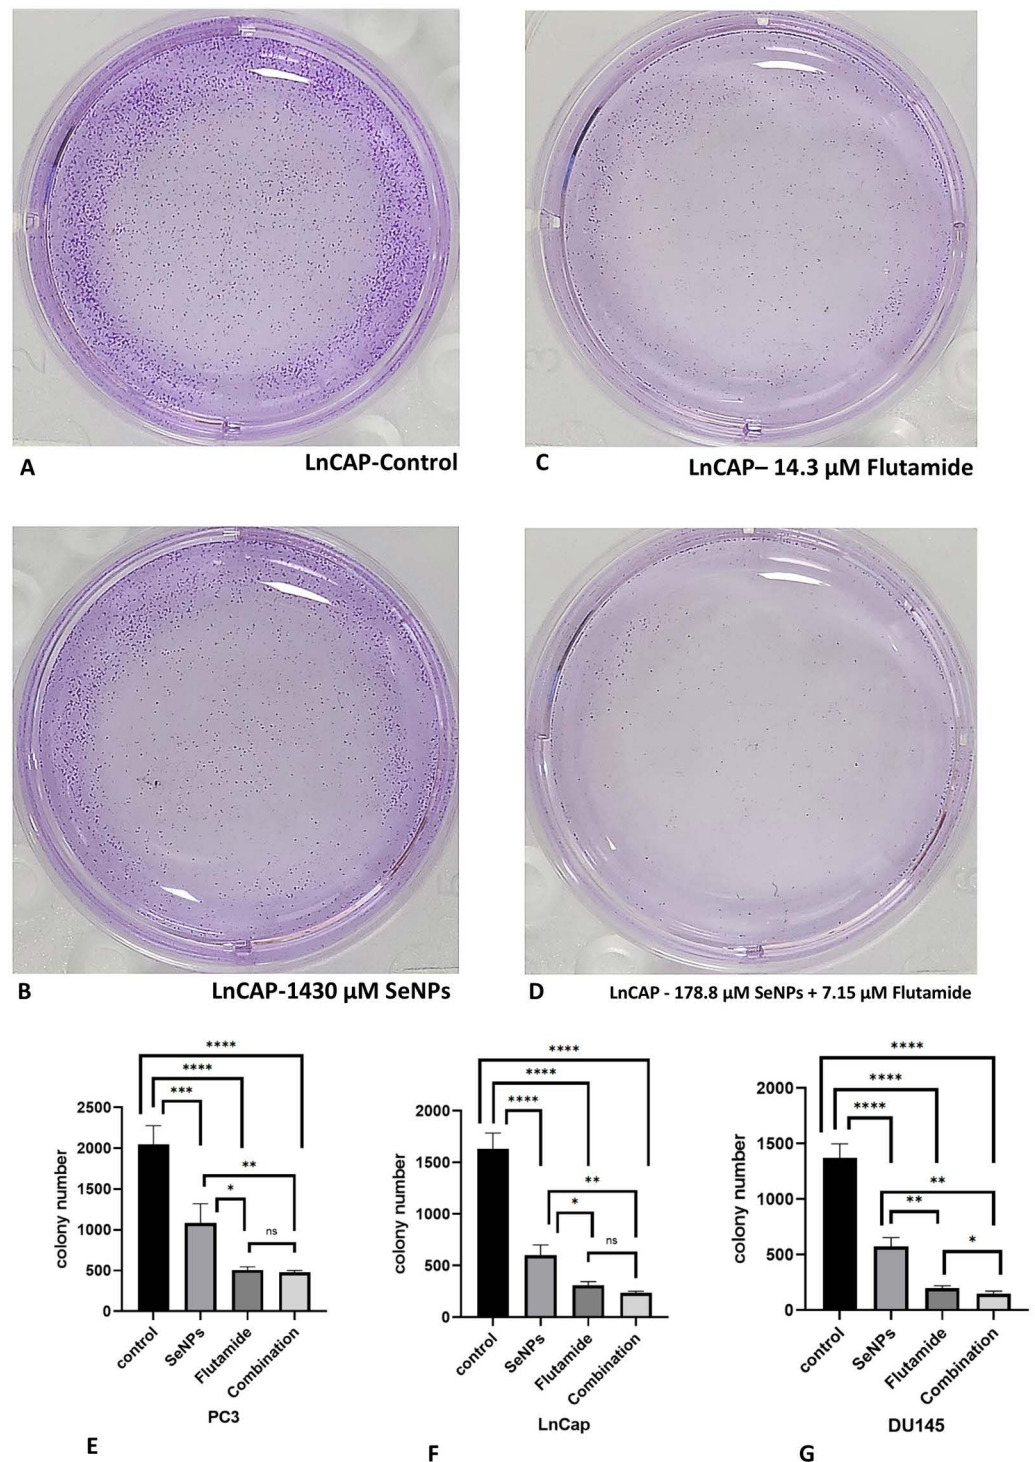 A
LnCAP-Control
C
LnCAP– 14.3 µM Flutamide
B
LnCAP-1430 µM SeNPs
D
LnCAP - 178.8 µM SeNPs + 7.15 µM Flutamide
****
****
***
**
*
ns
2500
2000
1500
1000
500
0
colony number
control
SeNPs
Flutamide
Combination
PC3
E
****
****
****
**
*
ns
2000
1500
1000
500
0
colony number
control
SeNPs
Flutamide
Combination
LnCap
F
****
****
****
**
**
*
2000
1500
1000
500
0
colony number
control
SeNPs
Flutamide
Combination
DU145
G